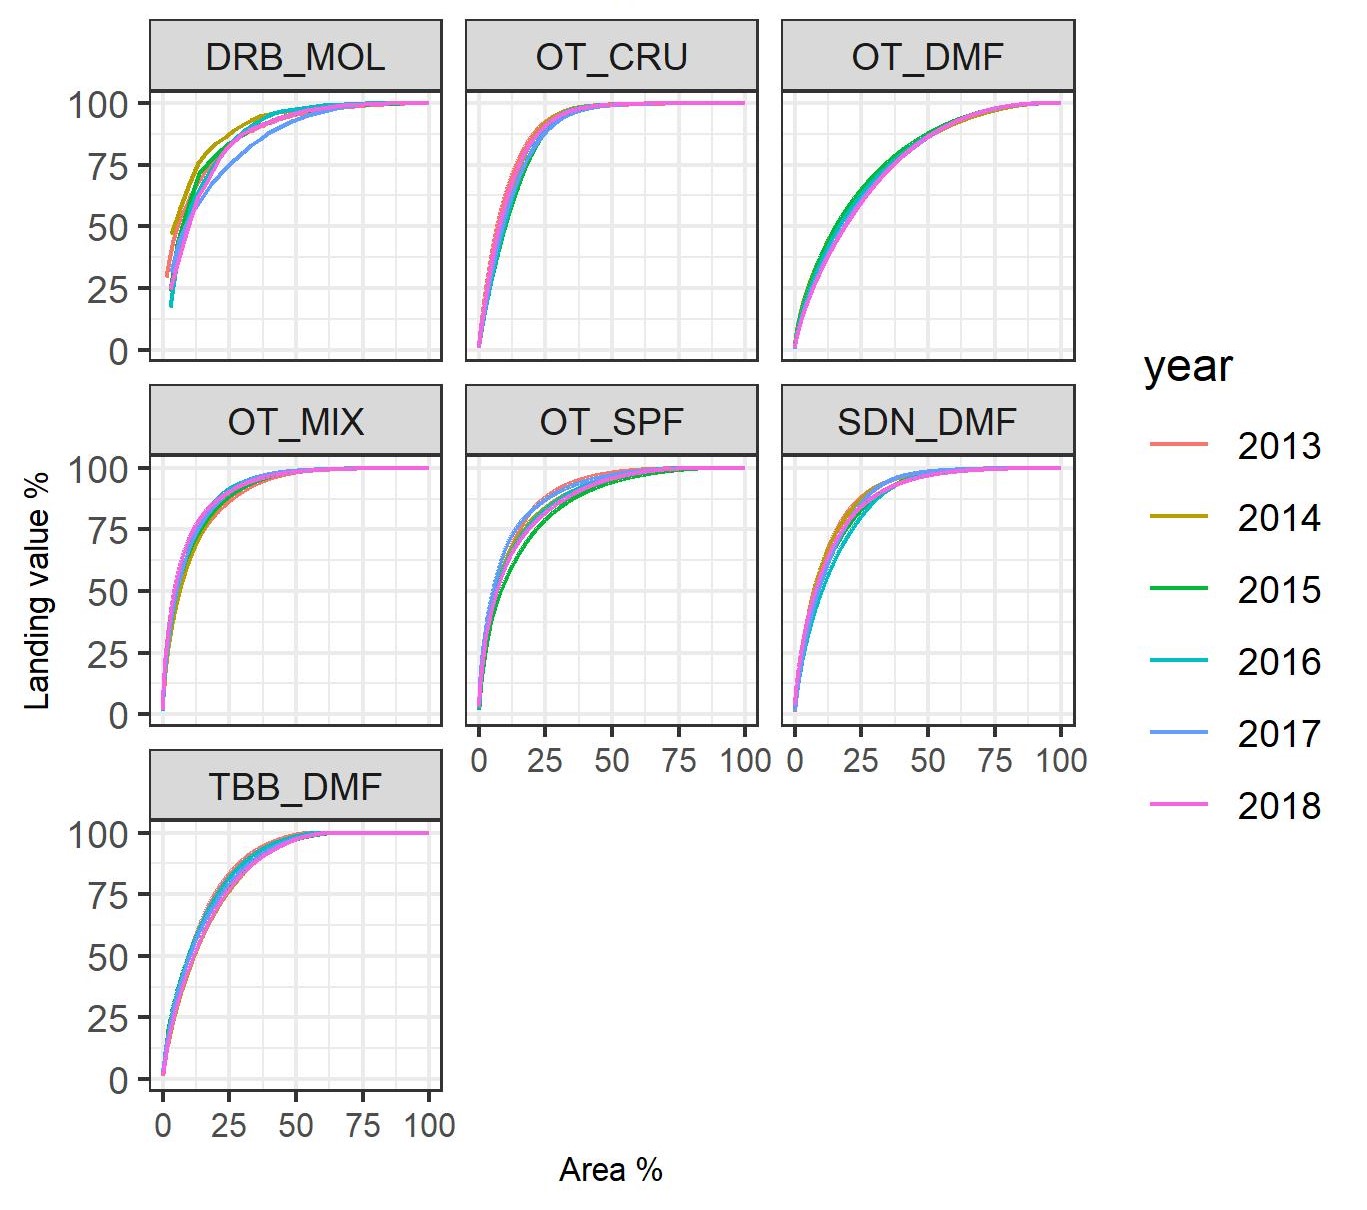 DRB_MOL OT_CRU OT_DMF
100
75
50
25
0
OT_MIX OT_SPF SDN_DMF
100
75
50
25
0
0 25 50 75 100 0 25 50 75 100
TBB_DMF
100
75
50
25
0
0 25 50 75 100
Landing value %
Area %
year
2013
2014
2015
2016
2017
2018